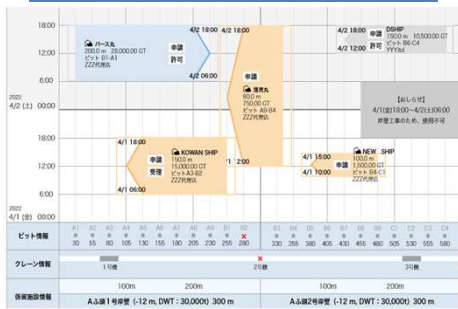 18:00
12:00
6:00
2022
4/2 (土) 00:00
18:00
12:00
6:00
2022
4/1 (金) 00:00
4/2 18:00
パース丸
200.0 m 28,000.00 GT
ビット B1-A1
ZZZ代理店
申請
許可
4/2 06:00
4/2 18:00
申請
港湾丸
80.0 m
750.00 GT
ビット A9-B4
ZZZ代理店
4/2 18:00
申請
4/2 12:00
許可
DSHIP
150.0 m 10,500.00 GT
ビット B6-C4
【おしらせ】
4/1(金)18:00~4/2(土)06:00
岸壁工事のため、使用不可
4/1 18:00
申請
受理
4/1 06:00
KOWAN SHIP
150.0 m
15,000.00 GT
ビットA3-B2
ZZZ代理店
4/1 15:00
申請
4/1 10:00
NEW SHIP
100.0 m
1,500.00 GT
ビット B4-C1
ZZZ代理店
ビット情報
A1 A2 A3 A4 A5 A6 A7 A8 A9 B1 B2 B3 B4 B5 B6 B7 B8 B9 C1 C2 C3 C4
30 55 80 105 130 155 180 205 230 255 280 330 355 380 405 430 455 480 505 530 555 580
クレーン情報
1号機
2号機
3号機
係留施設情報
100m 200m 100m 200m
Aふ頭1号岸壁 (-12 m, DWT : 30,000t) 300 m
Aふ頭2号岸壁 (-12 m, DWT : 30,000t) 300 m